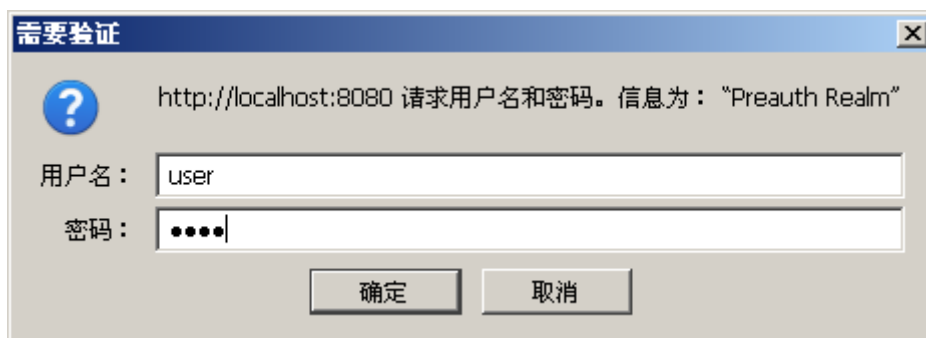 需要验证
http://localhost:8080 请求用户名和密码。信息为： “Preauth Realm”
用户名： user
密码： ••••
确定 取消